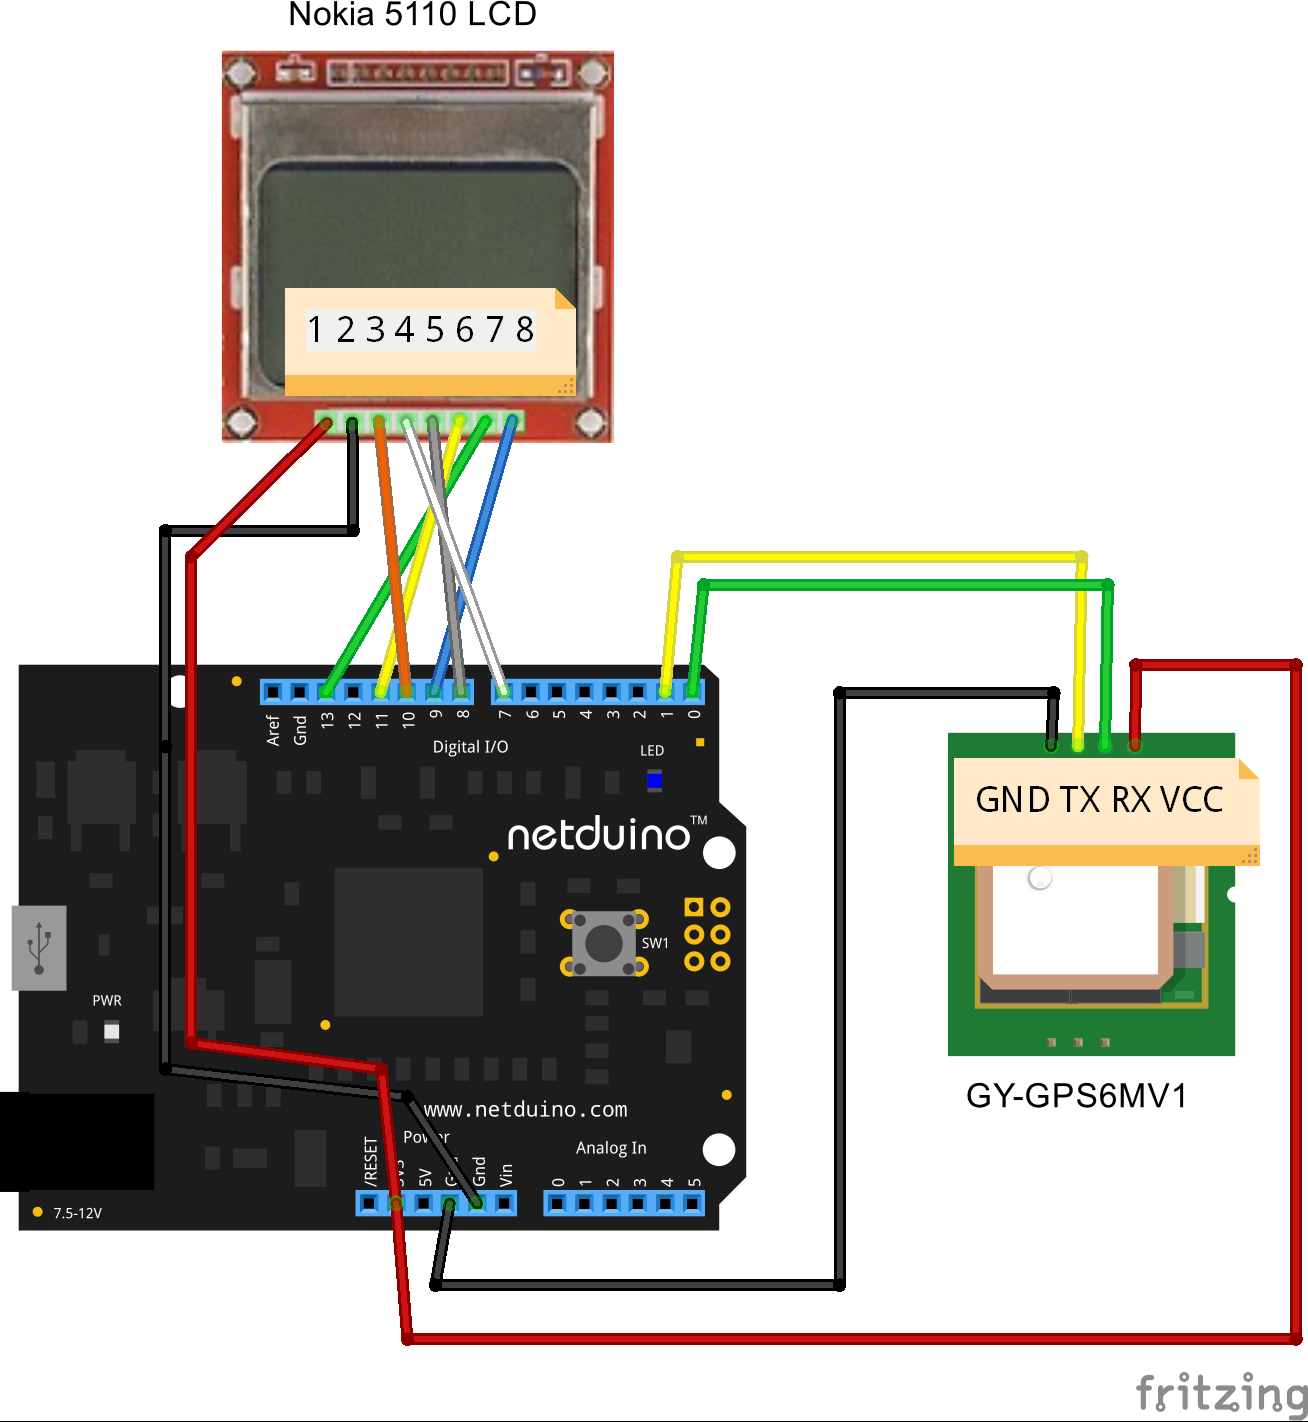 Nokia 5110 LCD
1 2 3 4 5 6 7 8
Aref Gnd 13 12 11 10 9 8 7 6 5 4 3 2 1 0
Digital I/O
LED
netduino™
SW1
PWR
www.netduino.com
Power
Analog In
/RESET 5V Gnd Vin 0 1 2 3 4 5
7.5-12V
GND TX RX VCC
GY-GPS6MV1
fritzing